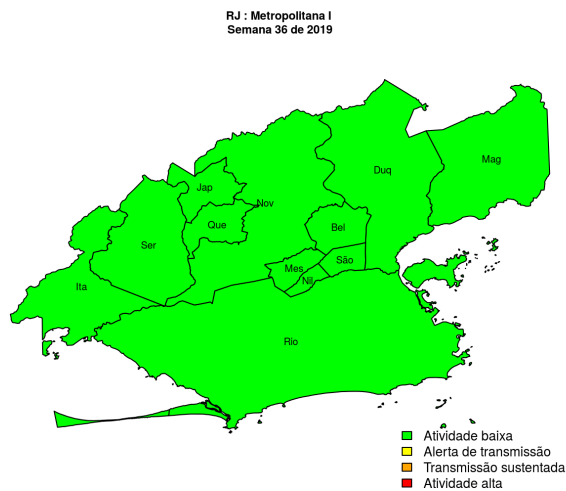 RJ : Metropolitana I
Semana 36 de 2019
Mag
Duq
Jap
Nov
Que
Bel
Ser
São
Mes
Nil
Ita
Rio
Atividade baixa
Alerta de transmissão
Transmissão sustentada
Atividade alta